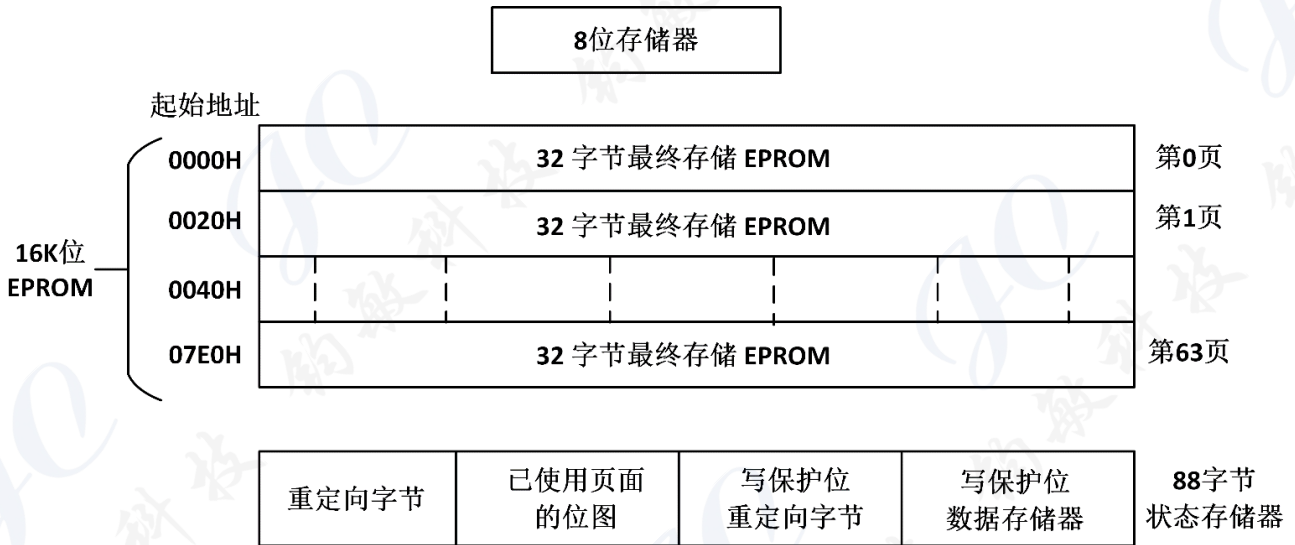 8位存储器
起始地址
0000H
32 字节最终存储 EPROM
第0页
0020H
32 字节最终存储 EPROM
第1页
16K位
EPROM
0040H
07E0H
32 字节最终存储 EPROM
第63页
重定向字节
已使用页面
的位图
写保护位
重定向字节
写保护位
数据存储器
88字节
状态存储器